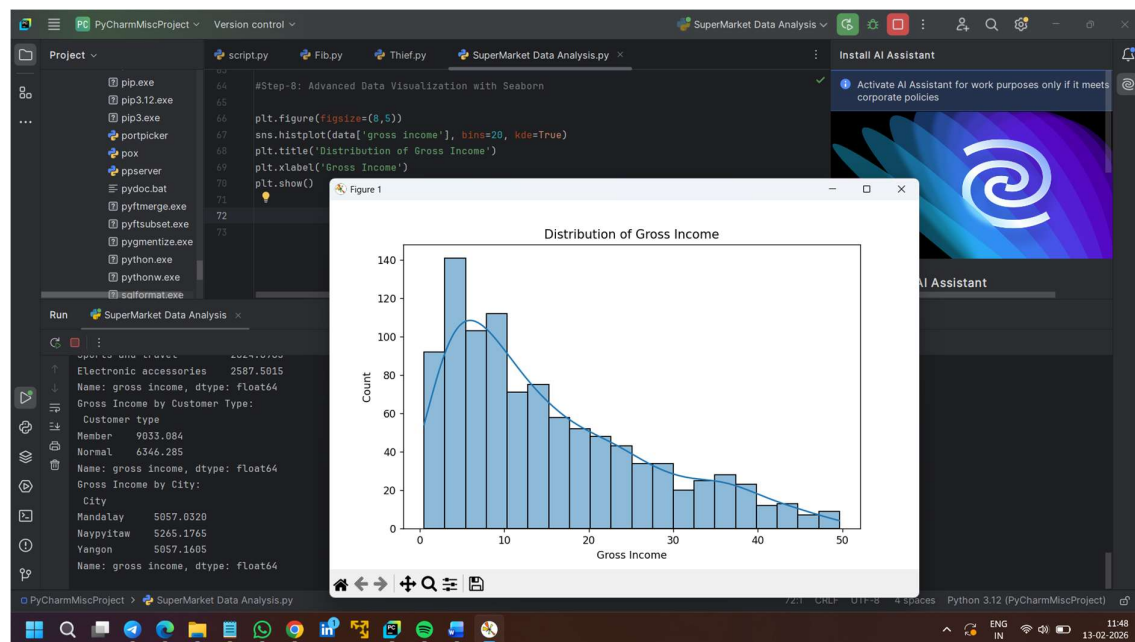 PC PyCharmMiscProject Version control
SuperMarket Data Analysis
Project
script.py Fib.py Thief.py SuperMarket Data Analysis.py
Install AI Assistant
pip.exe
pip3.12.exe
pip3.exe
portpicker
pox
ppserver
pydoc.bat
pyftmerge.exe
pyftsubset.exe
pygmentize.exe
python.exe
pythonw.exe
sqlformat.exe
63
64 #Step-8: Advanced Data Visualization with Seaborn
65
66 plt.figure(figsize=(8,5))
67 sns.histplot(data['gross income'], bins=20, kde=True)
68 plt.title('Distribution of Gross Income')
69 plt.xlabel('Gross Income')
70 plt.show()
71
72
73
Activate AI Assistant for work purposes only if it meets
corporate policies
AI Assistant
Figure 1
Distribution of Gross Income
140
120
100
80
60
40
20
0
Count
0 10 20 30 40 50
Gross Income
Run SuperMarket Data Analysis
Sports and travel
Electronic accessories 2587.5015
Name: gross income, dtype: float64
Gross Income by Customer Type:
Customer type
Member 9033.084
Normal 6346.285
Name: gross income, dtype: float64
Gross Income by City:
City
Mandalay 5057.0320
Naypyitaw 5265.1765
Yangon 5057.1605
Name: gross income, dtype: float64
PyCharmMiscProject > SuperMarket Data Analysis.py
72:1 CRLF UTF-8 4 spaces Python 3.12 (PyCharmMiscProject)
ENG
IN
11:48
13-02-2026